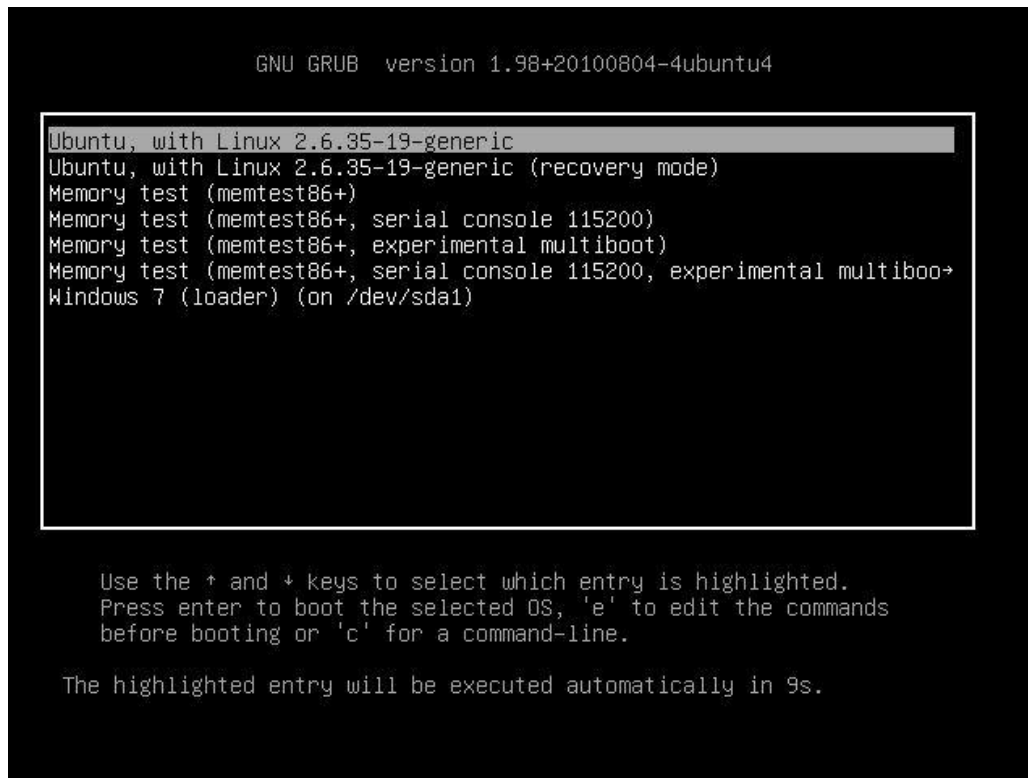 GNU GRUB version 1.98+20100804-4ubuntu4
Ubuntu, with Linux 2.6.35-19-generic
Ubuntu, with Linux 2.6.35-19-generic (recovery mode)
Memory test (memtest86+)
Memory test (memtest86+, serial console 115200)
Memory test (memtest86+, experimental multiboot)
Memory test (memtest86+, serial console 115200, experimental multiboo→
Windows 7 (loader) (on /dev/sda1)
Use the ↑ and ↓ keys to select which entry is highlighted.
Press enter to boot the selected OS, 'e' to edit the commands
before booting or 'c' for a command-line.
The highlighted entry will be executed automatically in 9s.